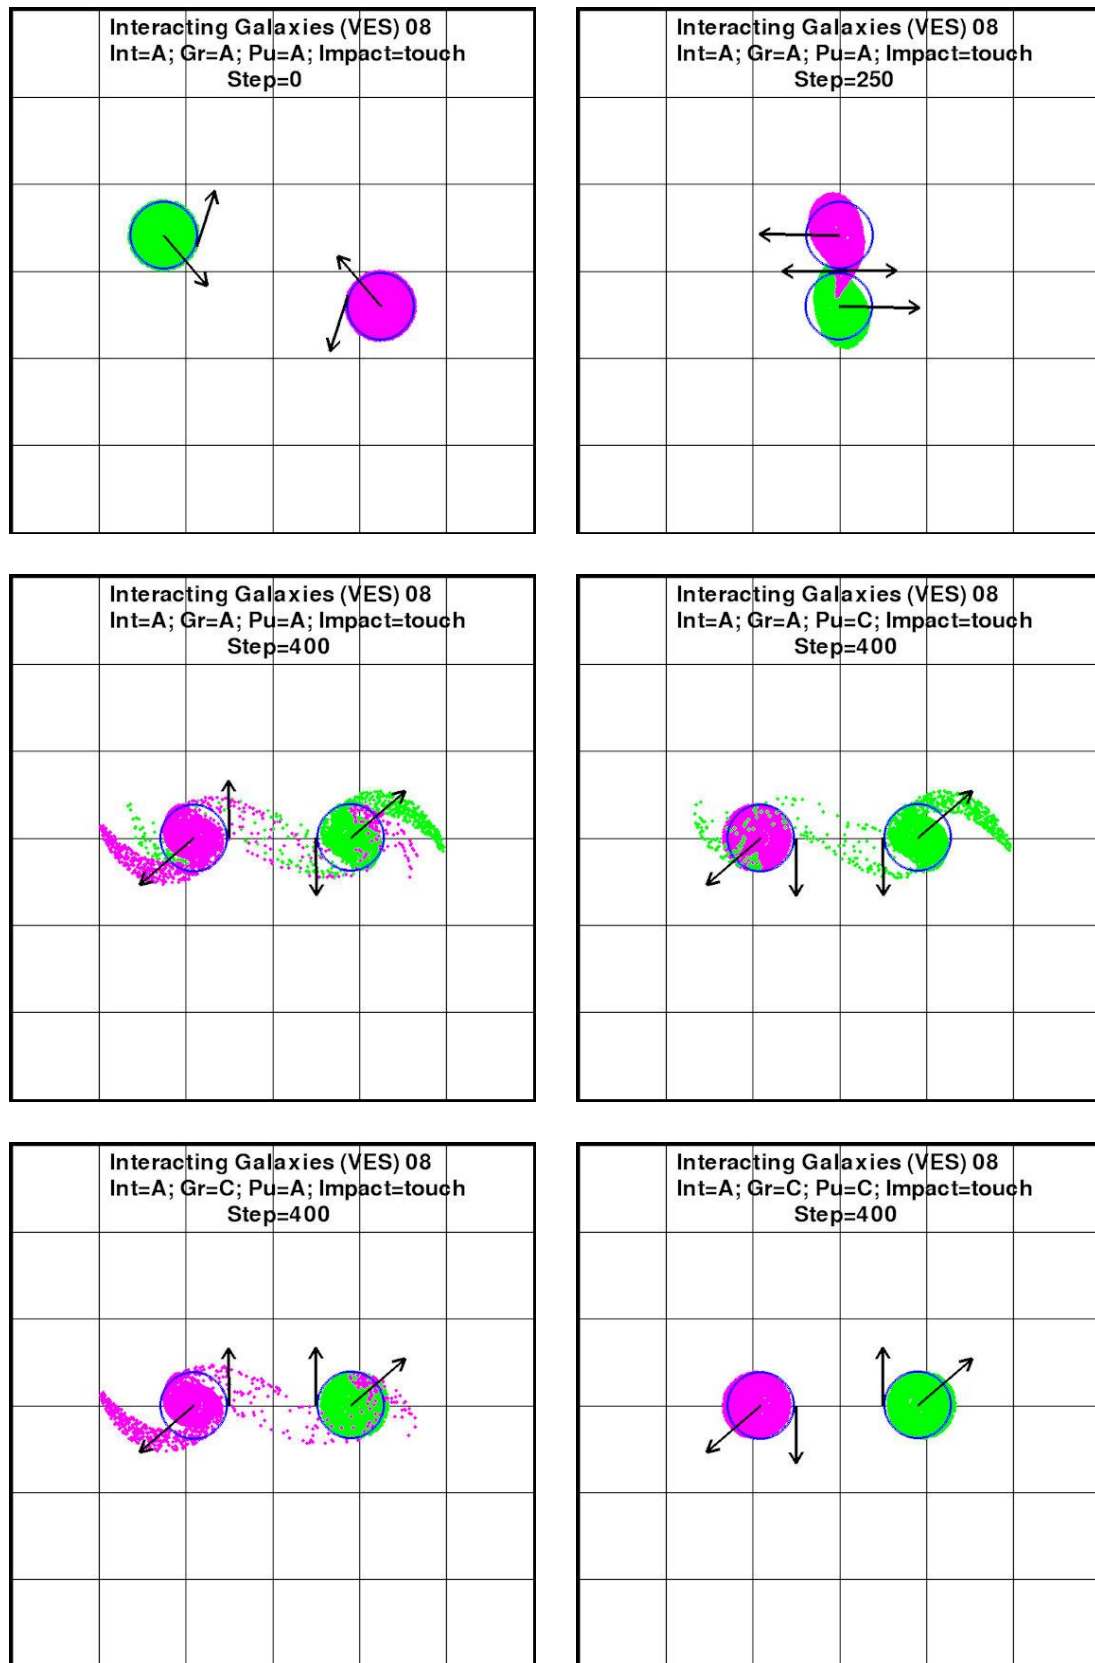 Interacting Galaxies (VES) 08
Int=A; Gr=A; Pu=A; Impact=touch
Step=0
Interacting Galaxies (VES) 08
Int=A; Gr=A; Pu=A; Impact=touch
Step=250
Interacting Galaxies (VES) 08
Int=A; Gr=A; Pu=A; Impact=touch
Step=400
Interacting Galaxies (VES) 08
Int=A; Gr=A; Pu=C; Impact=touch
Step=400
Interacting Galaxies (VES) 08
Int=A; Gr=C; Pu=A; Impact=touch
Step=400
Interacting Galaxies (VES) 08
Int=A; Gr=C; Pu=C; Impact=touch
Step=400